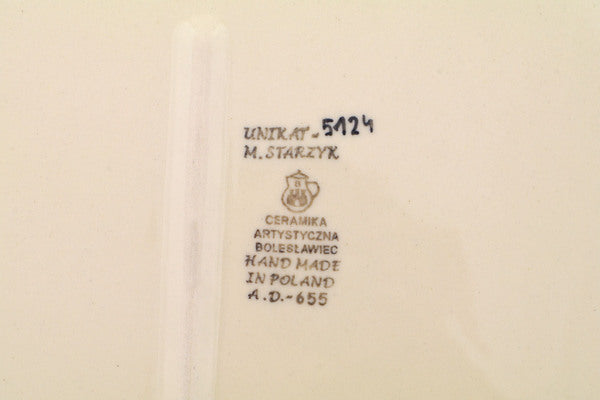 UNIKAT-5124
M. STARZYK
B
CERAMIKA
ARTYSTYCZNA
BOLESŁAWIEC
HAND MADE
IN POLAND
A.D.-655